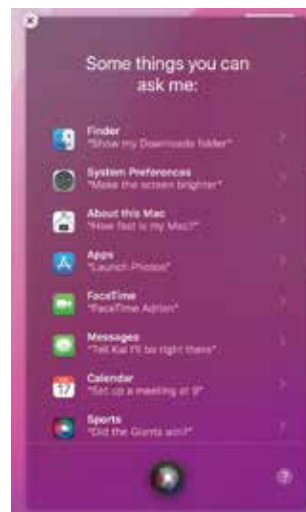 Some things you can
ask me:
Finder
"Show my Downloads folder"
System Preferences
"Make the screen brighter"
About this Mac
"How fast is my Mac?"
Apps
"Launch Photos"
FaceTime
"FaceTime Adrian"
Messages
"Tell Kai I'll be right there"
Calendar
17
"Set up a meeting at 9"
Sports
"Did the Giants win?"
?